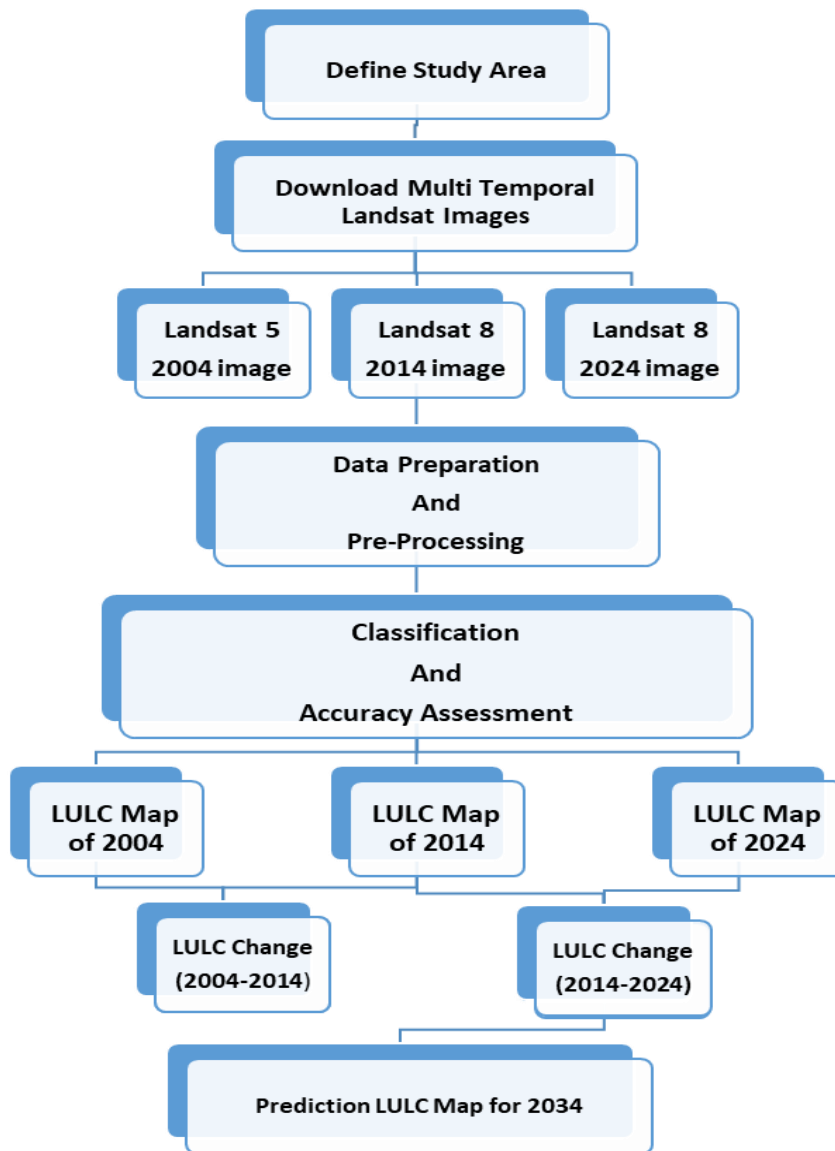 Define Study Area
Download Multi Temporal
Landsat Images
Landsat 5
2004 image
Landsat 8
2014 image
Landsat 8
2024 image
Data Preparation
And
Pre-Processing
Classification
And
Accuracy Assessment
LULC Map
of 2004
LULC Map
of 2014
LULC Map
of 2024
LULC Change
(2004-2014)
LULC Change
(2014-2024)
Prediction LULC Map for 2034